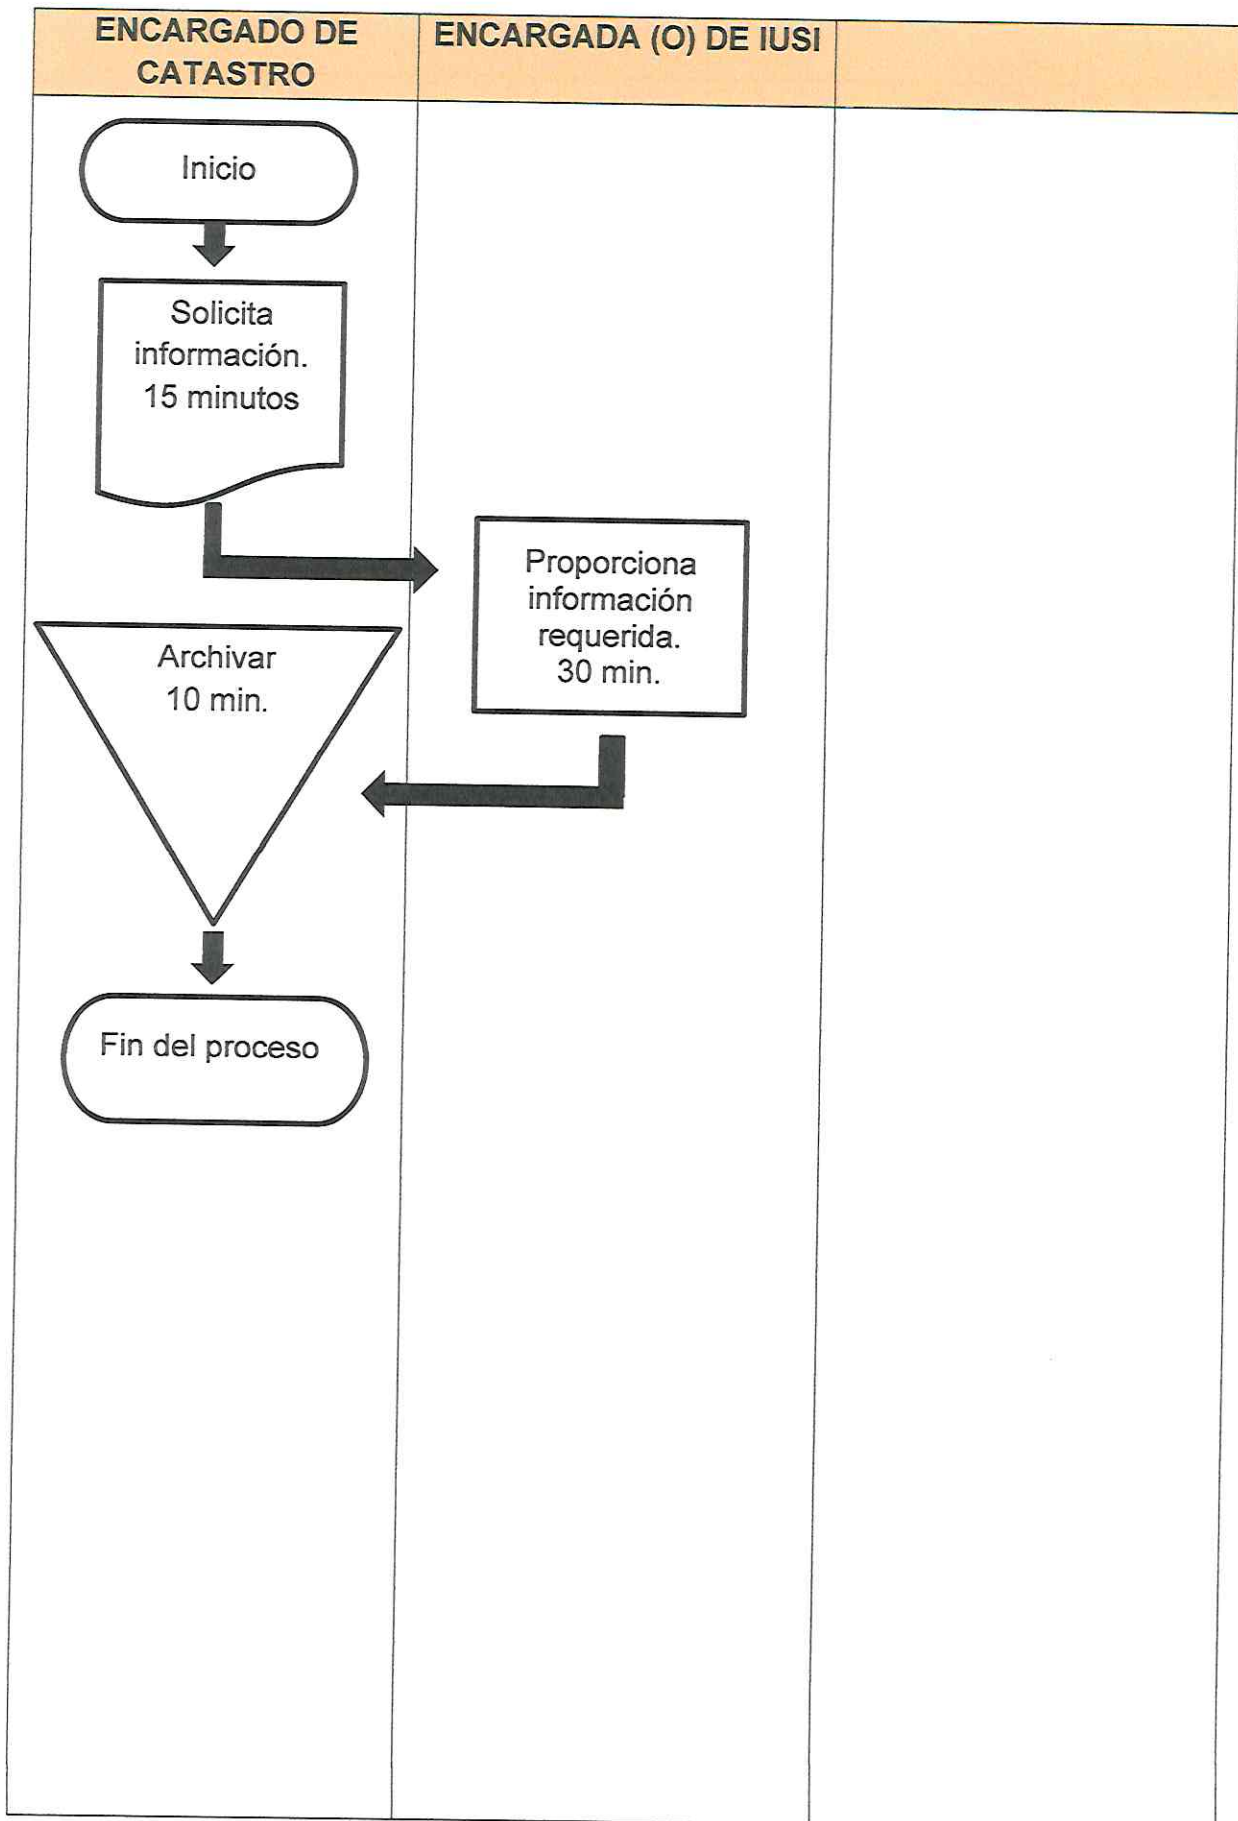 ENCARGADO DE
CATASTRO
ENCARGADA (O) DE IUSI
Inicio
Solicita
información.
15 minutos
Proporciona
información
requerida.
30 min.
Archivar
10 min.
Fin del proceso